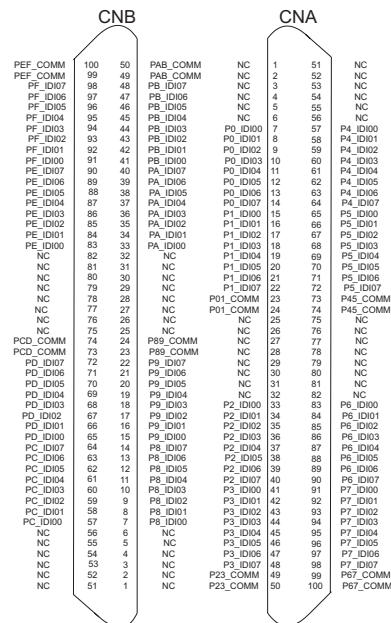 CNB CNA
PEF_COMM 100 50 PAB_COMM NC 1 51 NC
PEF_COMM 99 49 PAB_COMM NC 2 52 NC
PF_IDI07 98 48 PB_IDI07 NC 3 53 NC
PF_IDI06 97 47 PB_IDI06 NC 4 54 NC
PF_IDI05 96 46 PB_IDI05 NC 5 55 NC
PF_IDI04 95 45 PB_IDI04 NC 6 56 NC
PF_IDI03 94 44 PB_IDI03 P0_IDI00 7 57 P4_IDI00
PF_IDI02 93 43 PB_IDI02 P0_IDI01 8 58 P4_IDI01
PF_IDI01 92 42 PB_IDI01 P0_IDI02 9 59 P4_IDI02
PF_IDI00 91 41 PB_IDI00 P0_IDI03 10 60 P4_IDI03
PE_IDI07 90 40 PA_IDI07 P0_IDI04 11 61 P4_IDI04
PE_IDI06 89 39 PA_IDI06 P0_IDI05 12 62 P4_IDI05
PE_IDI05 88 38 PA_IDI05 P0_IDI06 13 63 P4_IDI06
PE_IDI04 87 37 PA_IDI04 P0_IDI07 14 64 P4_IDI07
PE_IDI03 86 36 PA_IDI03 P1_IDI00 15 65 P5_IDI00
PE_IDI02 85 35 PA_IDI02 P1_IDI01 16 66 P5_IDI01
PE_IDI01 84 34 PA_IDI01 P1_IDI02 17 67 P5_IDI02
PE_IDI00 83 33 PA_IDI00 P1_IDI03 18 68 P5_IDI03
NC 82 32 NC P1_IDI04 19 69 P5_IDI04
NC 81 31 NC P1_IDI05 20 70 P5_IDI05
NC 80 30 NC P1_IDI06 21 71 P5_IDI06
NC 79 29 NC P1_IDI07 22 72 P5_IDI07
NC 78 28 NC P01_COMM 23 73 P45_COMM
NC 77 27 NC P01_COMM 24 74 P45_COMM
NC 76 26 NC NC 25 75 NC
NC 75 25 NC NC 26 76 NC
PCD_COMM 74 24 P89_COMM NC 27 77 NC
PCD_COMM 73 23 P89_COMM NC 28 78 NC
PD_IDI07 72 22 P9_IDI07 NC 29 79 NC
PD_IDI06 71 21 P9_IDI06 NC 30 80 NC
PD_IDI05 70 20 P9_IDI05 NC 31 81 NC
PD_IDI04 69 19 P9_IDI04 NC 32 82 NC
PD_IDI03 68 18 P9_IDI03 P2_IDI00 33 83 P6_IDI00
PD_IDI02 67 17 P9_IDI02 P2_IDI01 34 84 P6_IDI01
PD_IDI01 66 16 P9_IDI01 P2_IDI02 35 85 P6_IDI02
PD_IDI00 65 15 P9_IDI00 P2_IDI03 36 86 P6_IDI03
PC_IDI07 64 14 P8_IDI07 P2_IDI04 37 87 P6_IDI04
PC_IDI06 63 13 P8_IDI06 P2_IDI05 38 88 P6_IDI05
PC_IDI05 62 12 P8_IDI05 P2_IDI06 39 89 P6_IDI06
PC_IDI04 61 11 P8_IDI04 P2_IDI07 40 90 P6_IDI07
PC_IDI03 60 10 P8_IDI03 P3_IDI00 41 91 P7_IDI00
PC_IDI02 59 9 P8_IDI02 P3_IDI01 42 92 P7_IDI01
PC_IDI01 58 8 P8_IDI01 P3_IDI02 43 93 P7_IDI02
PC_IDI00 57 7 P8_IDI00 P3_IDI03 44 94 P7_IDI03
NC 56 6 NC P3_IDI04 45 95 P7_IDI04
NC 55 5 NC P3_IDI05 46 96 P7_IDI05
NC 54 4 NC P3_IDI06 47 97 P7_IDI06
NC 53 3 NC P3_IDI07 48 98 P7_IDI07
NC 52 2 NC P23_COMM 49 99 P67_COMM
NC 51 1 NC P23_COMM 50 100 P67_COMM